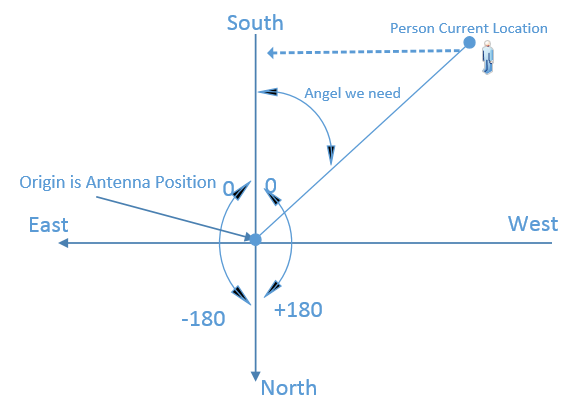 South
Person Current Location
Angel we need
Origin is Antenna Position
0
0
East
West
-180
+180
North